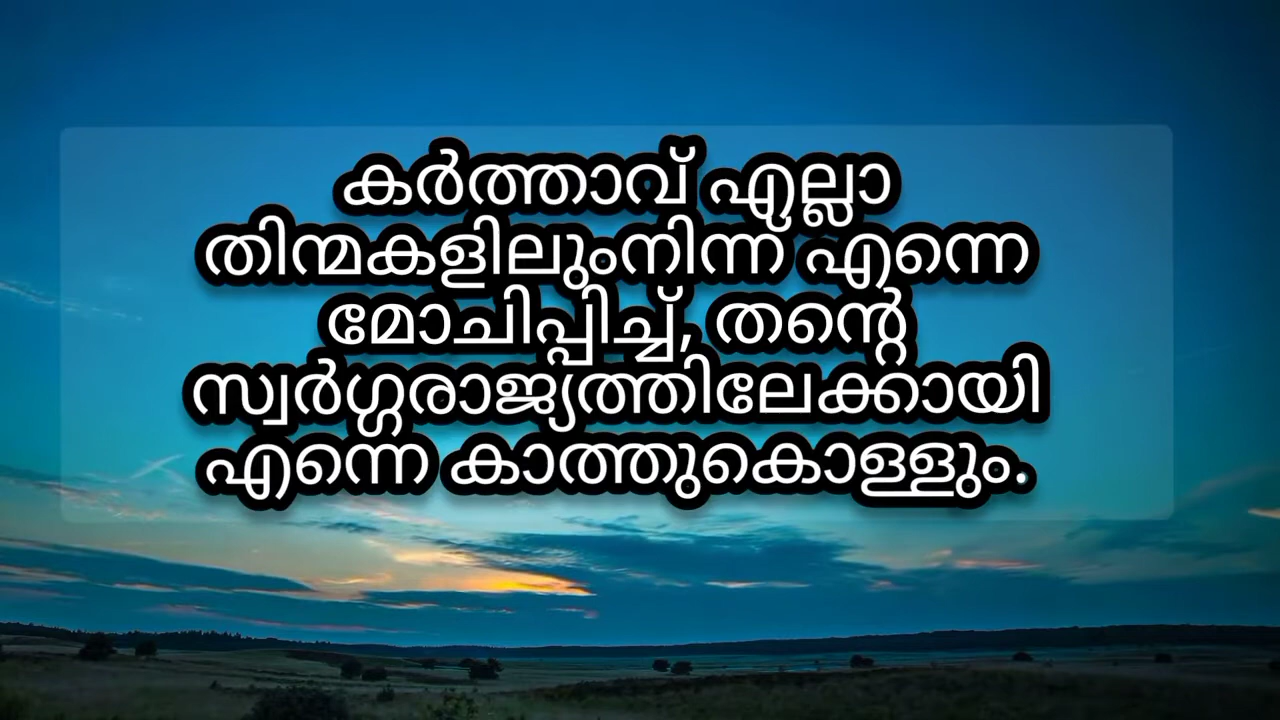 കർത്താവ് എല്ലാ
തിന്മകളിലുംനിന്ന് എന്നെ
മോചിപ്പിച്ച്, തന്റെ
സ്വർഗ്ഗരാജ്യത്തിലേക്കായി
എന്നെ കാത്തുകൊള്ളും.